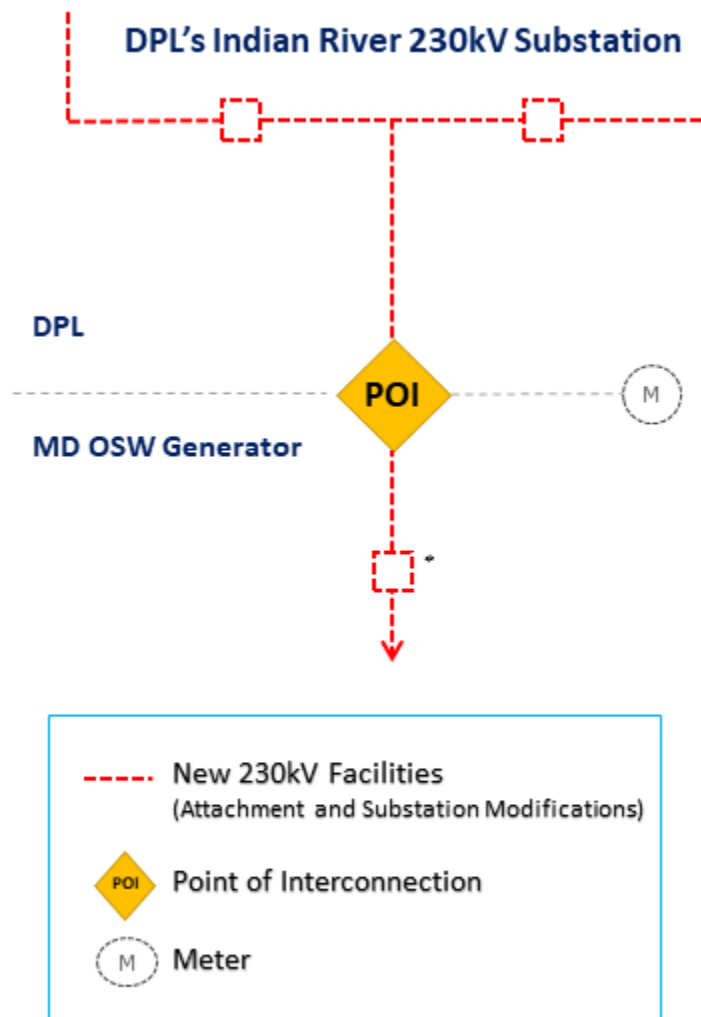 DPL's Indian River 230kV Substation
DPL
POI
M
MD OSW Generator
*
New 230kV Facilities
(Attachment and Substation Modifications)
POI
Point of Interconnection
M
Meter